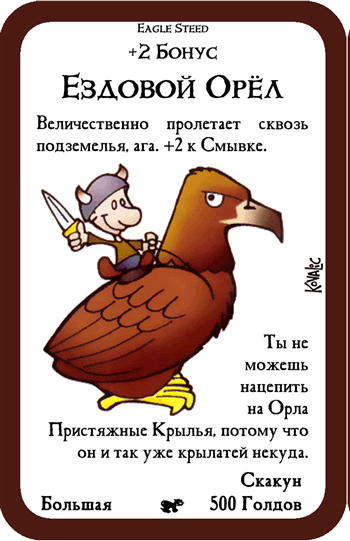 Eagle Steed
+2 Бонус
Ездовой Орёл
Величественно пролетает сквозь
подземелья, ага. +2 к Смывке.
Kovalic
Ты не
можешь
нацепить
на Орла
Пристяжные Крылья, потому что
он и так уже крылатей некуда.
Скакун
Большая 500 Голдов